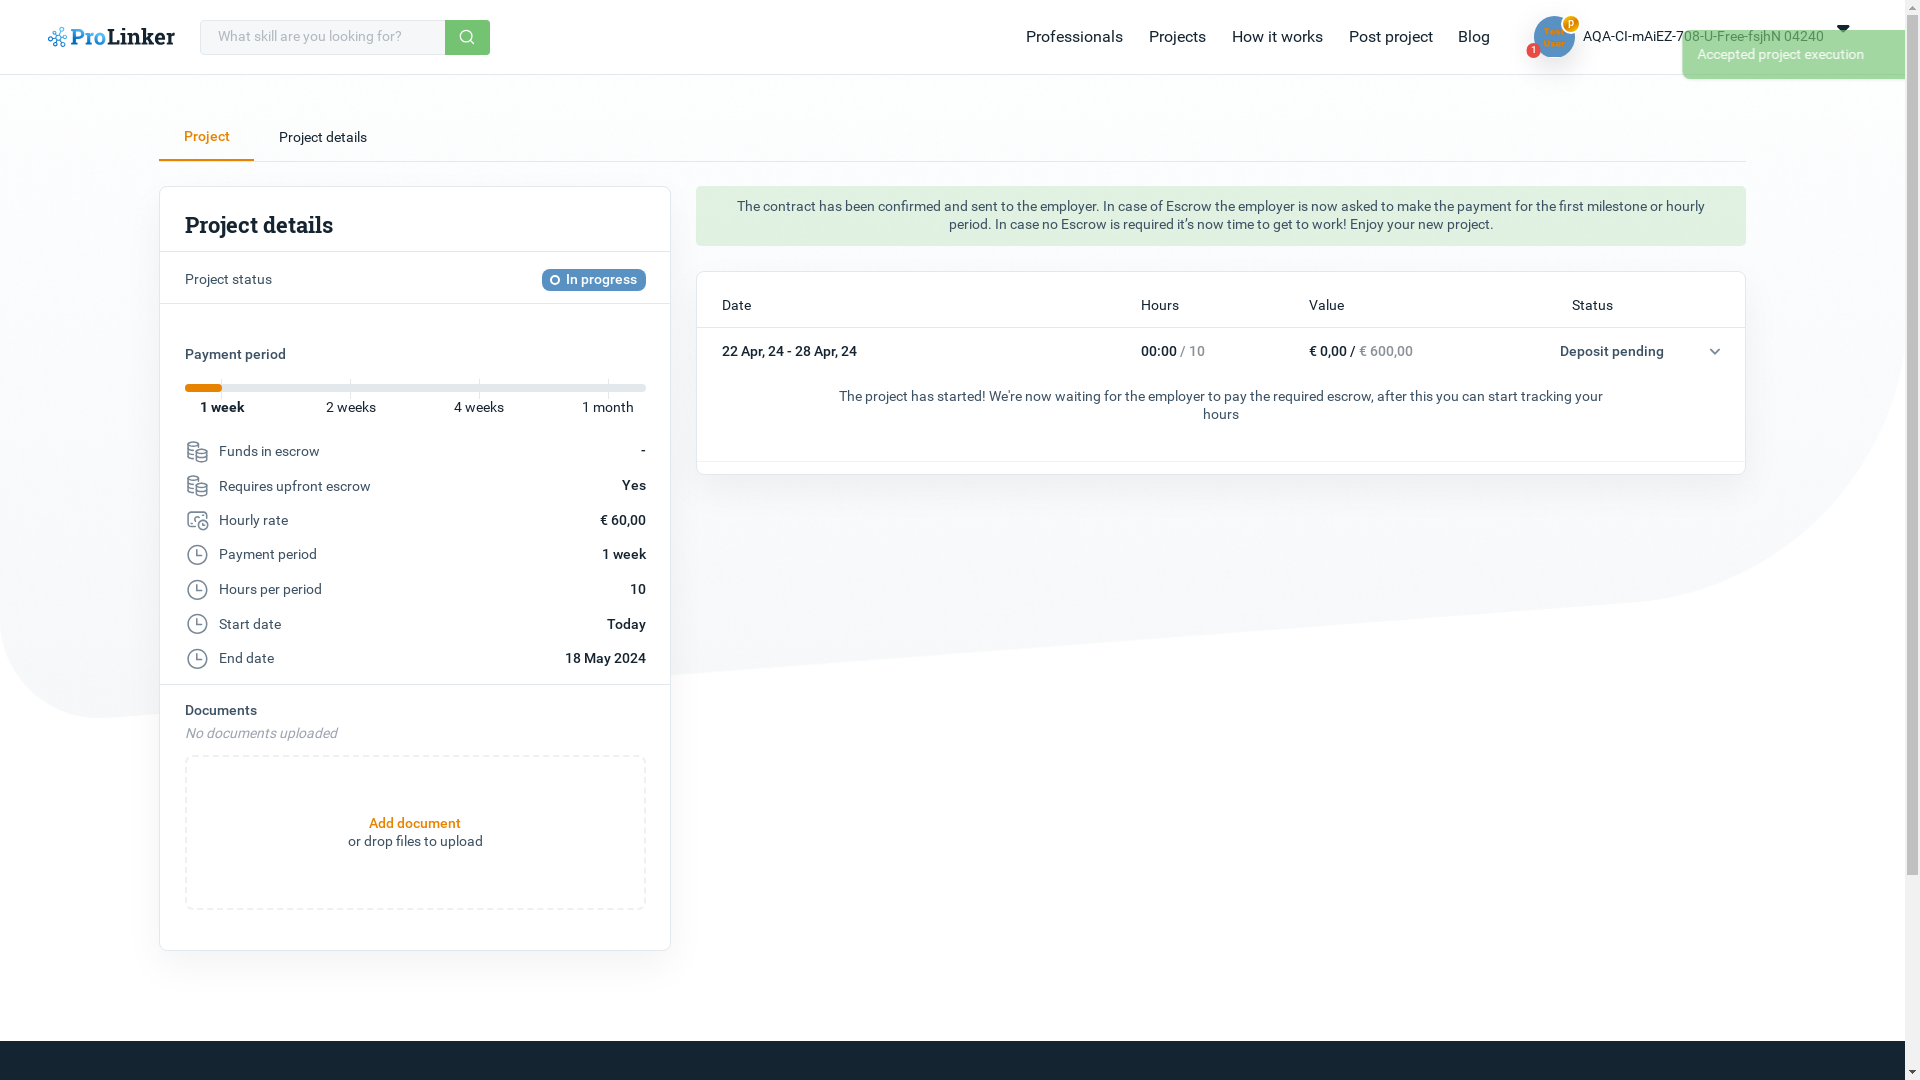 ProLinker
What skill are you looking for?
Professionals
Projects
How it works
Post project
Blog
p
1
AQA-CI-mAiEZ-708-U-Free-fsjhN 04240
Accepted project execution
Project
Project details
Project details
Project status
In progress
Payment period
1 week
2 weeks
4 weeks
1 month
Funds in escrow -
Requires upfront escrow Yes
Hourly rate € 60,00
Payment period 1 week
Hours per period 10
Start date Today
End date 18 May 2024
Documents
No documents uploaded
Add document
or drop files to upload
The contract has been confirmed and sent to the employer. In case of Escrow the employer is now asked to make the payment for the first milestone or hourly
period. In case no Escrow is required it’s now time to get to work! Enjoy your new project.
Date Hours Value Status
22 Apr, 24 - 28 Apr, 24 00:00 / 10 € 0,00 / € 600,00 Deposit pending
The project has started! We're now waiting for the employer to pay the required escrow, after this you can start tracking your
hours